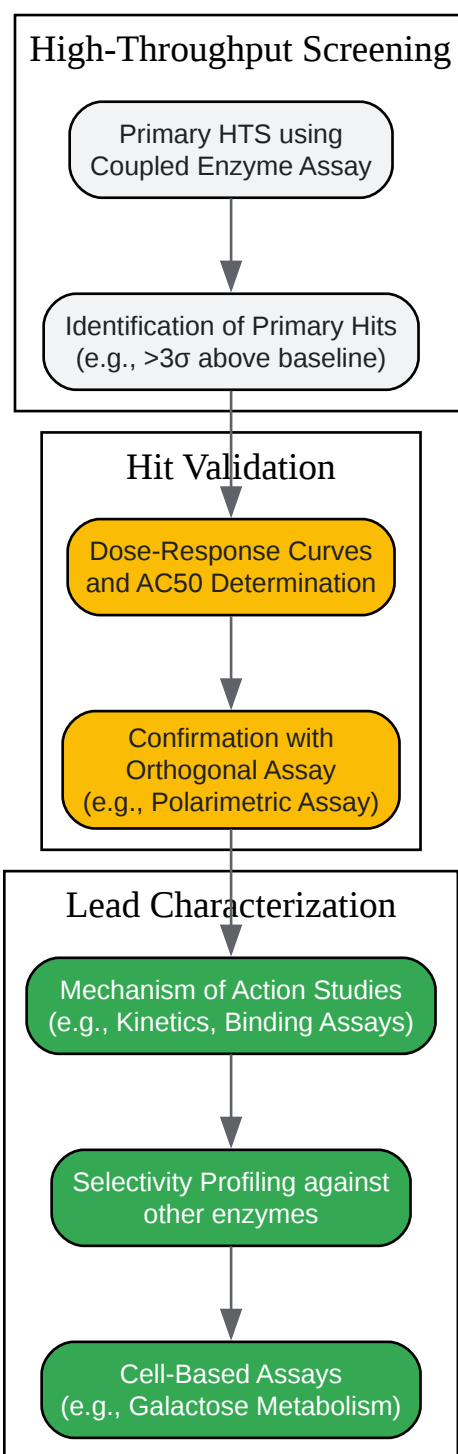 High-Throughput Screening
Primary HTS using
Coupled Enzyme Assay
Identification of Primary Hits
(e.g., >3σ above baseline)
Hit Validation
Dose-Response Curves
and AC50 Determination
Confirmation with
Orthogonal Assay
(e.g., Polarimetric Assay)
Lead Characterization
Mechanism of Action Studies
(e.g., Kinetics, Binding Assays)
Selectivity Profiling against
other enzymes
Cell-Based Assays
(e.g., Galactose Metabolism)